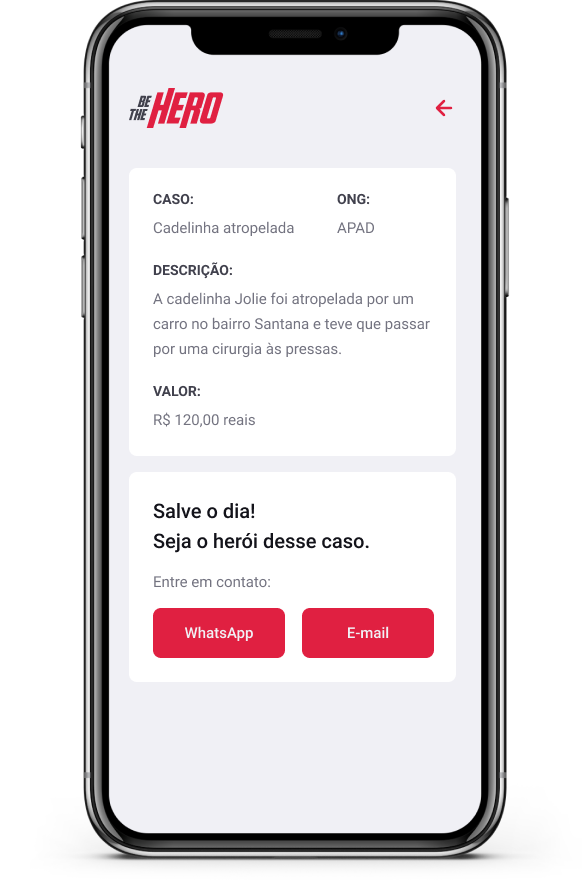 BE
THE HERO
CASO: ONG:
Cadelinha atropelada APAD
DESCRIÇÃO:
A cadelinha Jolie foi atropelada por um
carro no bairro Santana e teve que passar
por uma cirurgia às pressas.
VALOR:
R$ 120,00 reais
Salve o dia!
Seja o herói desse caso.
Entre em contato:
WhatsApp E-mail